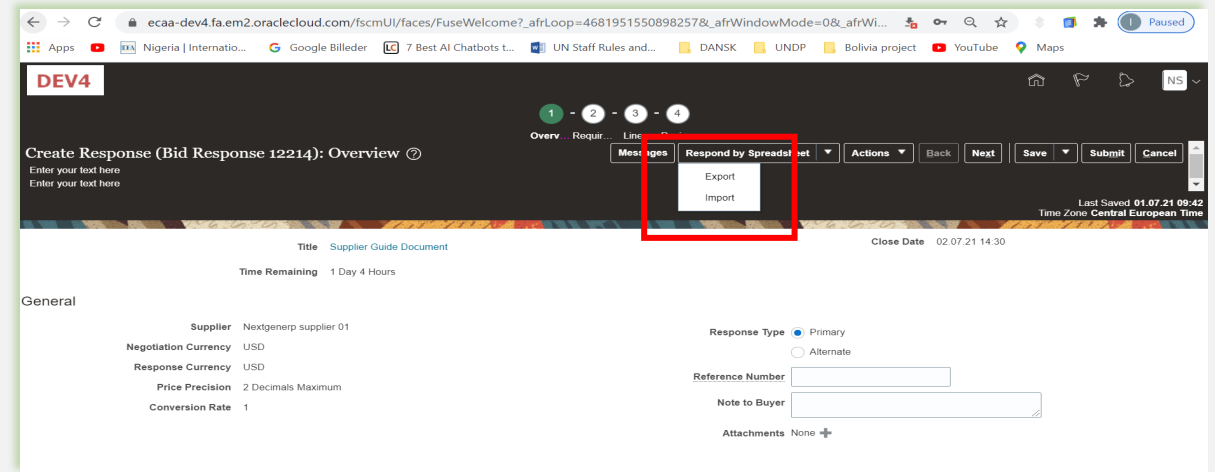 ecaa-dev4.fa.em2.oraclecloud.com/fscmUI/faces/FuseWelcome?_afrLoop=4681951550898257&_afrWindowMode=0&_afrWi... Paused
Apps Nigeria | Internatio... Google Billeder LC 7 Best AI Chatbots t... UN Staff Rules and... DANSK UNDP Bolivia project YouTube Maps
DEV4 NS
1 - 2 - 3 - 4
Overv... Requir... Line
Create Response (Bid Response 12214): Overview ? Messages Respond by Spreadsheet Actions Back Next Save Submit Cancel
Enter your text here
Enter your text here
Export
Import
Last Saved 01.07.21 09:42
Time Zone Central European Time
Title Supplier Guide Document Close Date 02.07.21 14:30
Time Remaining 1 Day 4 Hours
General
Supplier Nextgenerp supplier 01
Negotiation Currency USD
Response Currency USD
Price Precision 2 Decimals Maximum
Conversion Rate 1
Response Type Primary
Alternate
Reference Number
Note to Buyer
Attachments None